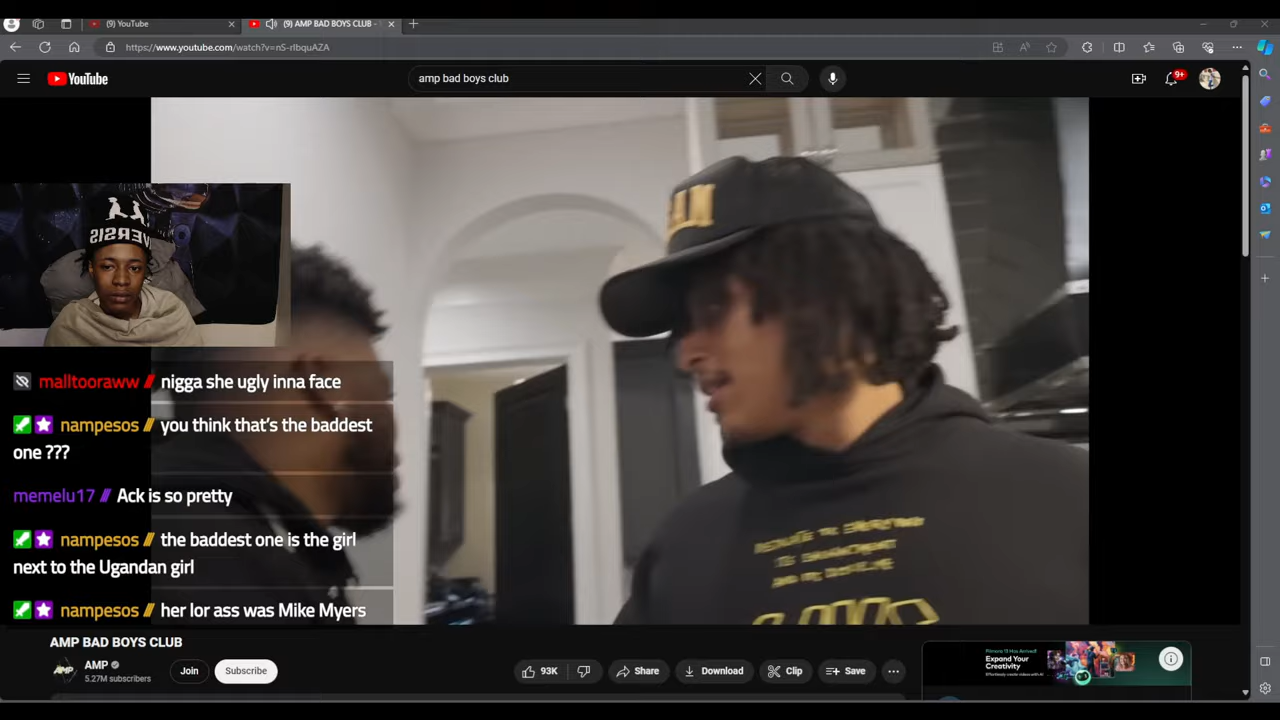 (9) YouTube
(9) AMP BAD BOYS CLUB -
https://www.youtube.com/watch?v=nS-rIbquAZA
YouTube
amp bad boys club
9+
malltooraww // nigga she ugly inna face
nampesos // you think that's the baddest
one ???
memelu17 // Ack is so pretty
nampesos // the baddest one is the girl
next to the Ugandan girl
nampesos // her lor ass was Mike Myers
AMP BAD BOYS CLUB
AMP
5.27M subscribers
Join
Subscribe
93K
Share
Download
Clip
Save
Expand Your
Creativity